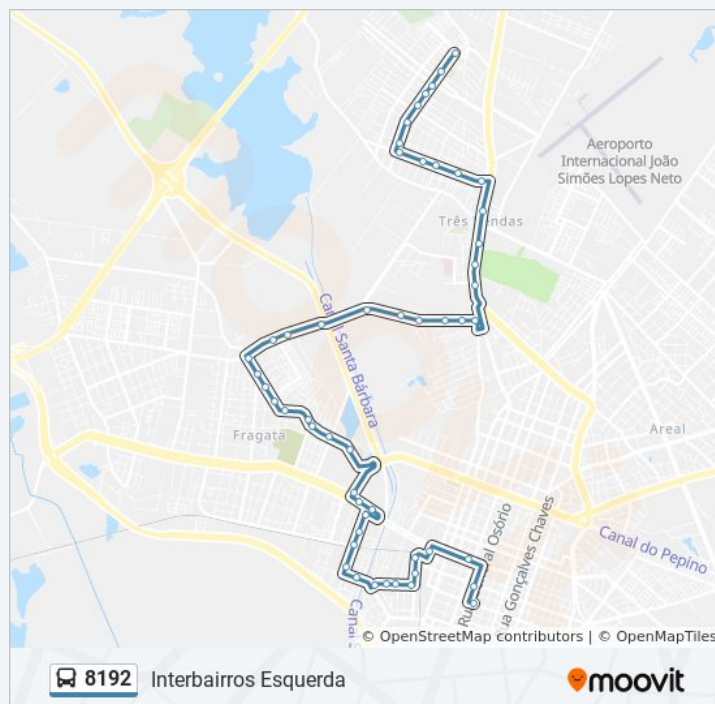 Aeroporto
Internacional João
Simões Lopes Neto
Três Vendas
Canal Santa Bárbara
Fragata
Areal
Rua Gonçalves Chaves
Canal do Pepino
© OpenStreetMap contributors | © OpenMapTiles
8192 Interbairros Esquerda
moovit